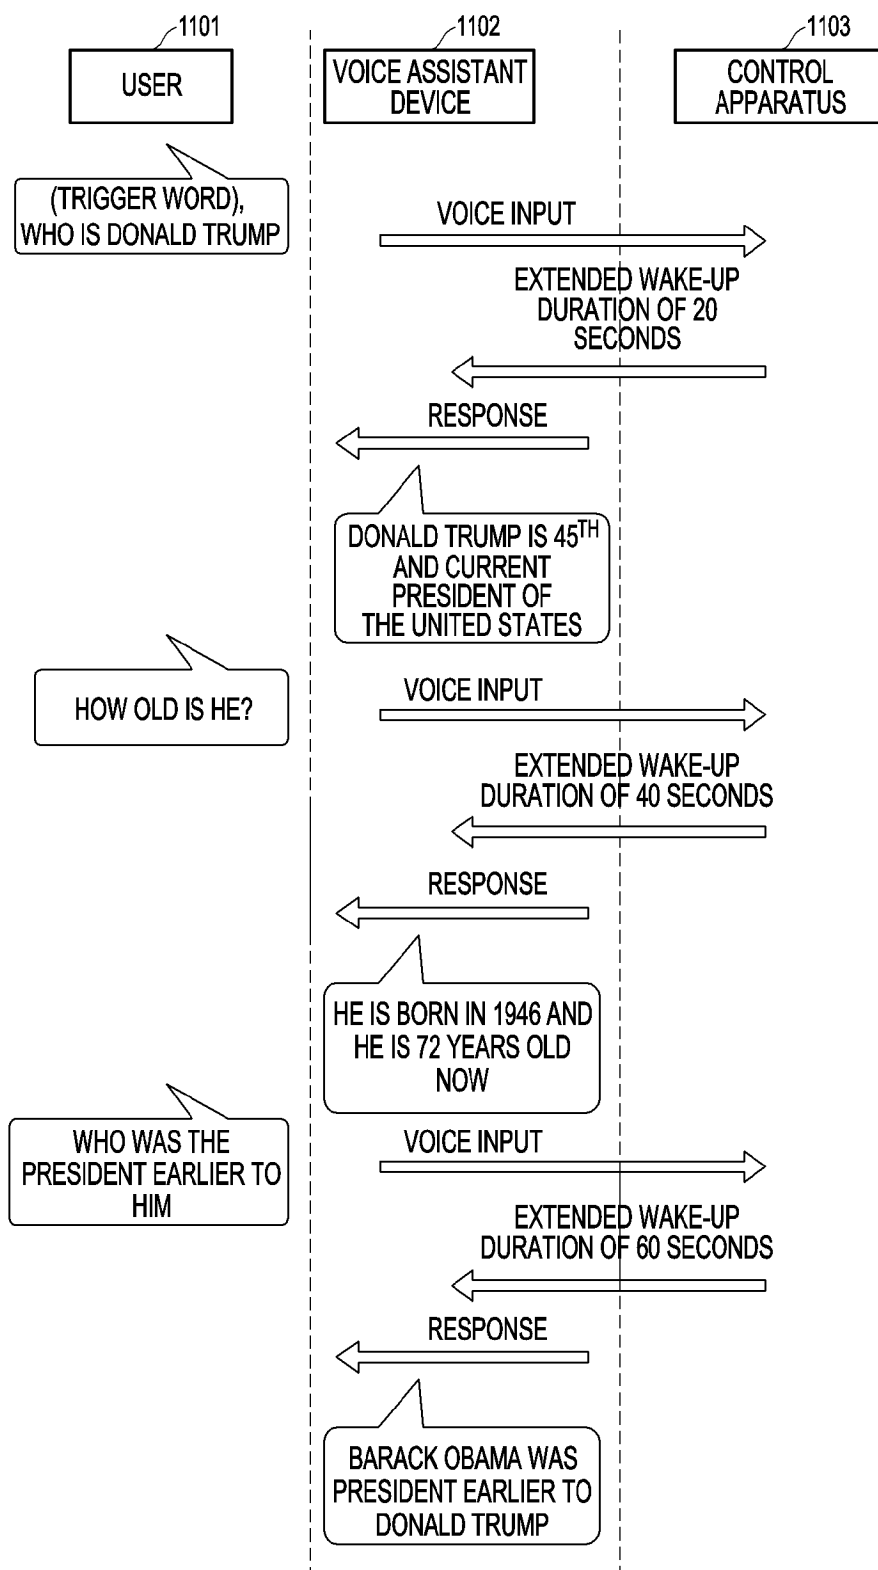 1101
1102
1103
USER
VOICE ASSISTANT
DEVICE
CONTROL
APPARATUS
(TRIGGER WORD),
WHO IS DONALD TRUMP
VOICE INPUT
EXTENDED WAKE-UP
DURATION OF 20
SECONDS
RESPONSE
DONALD TRUMP IS 45TH
AND CURRENT
PRESIDENT OF
THE UNITED STATES
HOW OLD IS HE?
VOICE INPUT
EXTENDED WAKE-UP
DURATION OF 40 SECONDS
RESPONSE
HE IS BORN IN 1946 AND
HE IS 72 YEARS OLD
NOW
WHO WAS THE
PRESIDENT EARLIER TO
HIM
VOICE INPUT
EXTENDED WAKE-UP
DURATION OF 60 SECONDS
RESPONSE
BARACK OBAMA WAS
PRESIDENT EARLIER TO
DONALD TRUMP